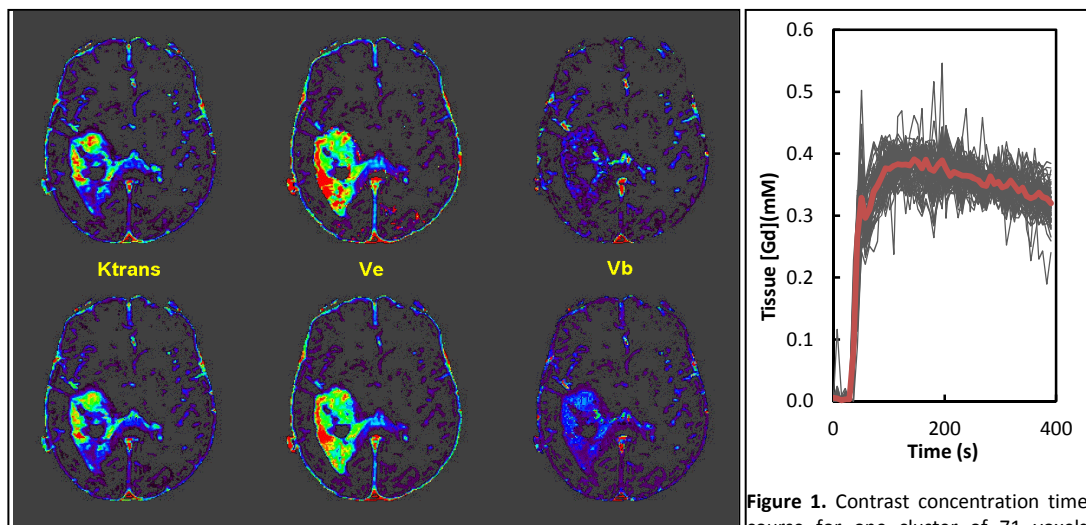 Ktrans Ve Vb
0.6
0.5
0.4
0.3
0.2
0.1
0.0
Tissue [Gd](mM)
0 200 400
Time (s)
Figure 1. Contrast concentration time
course for one cluster of 71 voxels